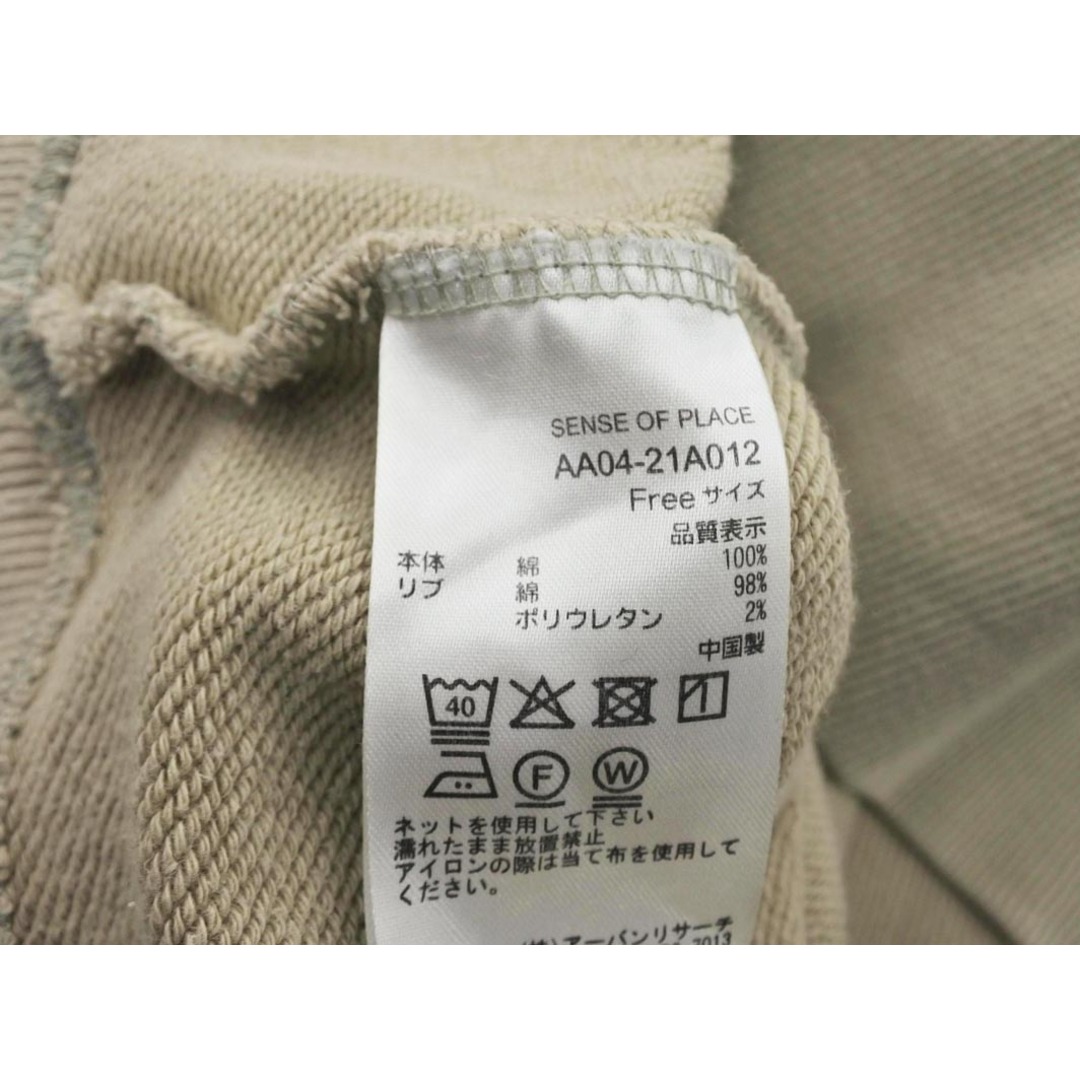 SENSE OF PLACE
AA04-21A012
Free サイズ
品質表示
本体 綿 100%
リブ 綿 98%
ポリウレタン 2%
中国製
40
F W
ネットを使用して下さい
濡れたまま放置禁止
アイロンの際は当て布を使用して
ください。
(株)アーバンリサーチ
7013